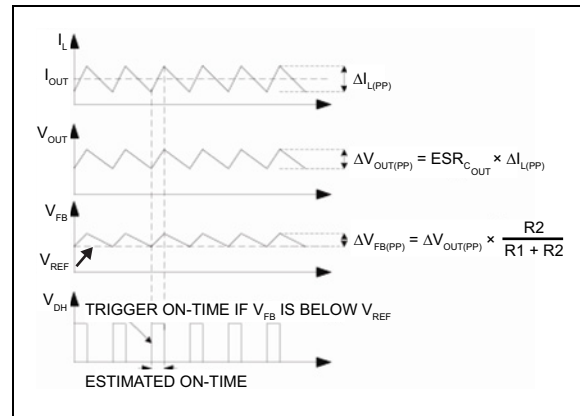 I_L
I_OUT
ΔI_L(PP)
V_OUT
ΔV_OUT(PP) = ESR_C_OUT × ΔI_L(PP)
V_FB
V_REF
ΔV_FB(PP) = ΔV_OUT(PP) × R2 / R1 + R2
V_DH
TRIGGER ON-TIME IF V_FB IS BELOW V_REF
ESTIMATED ON-TIME